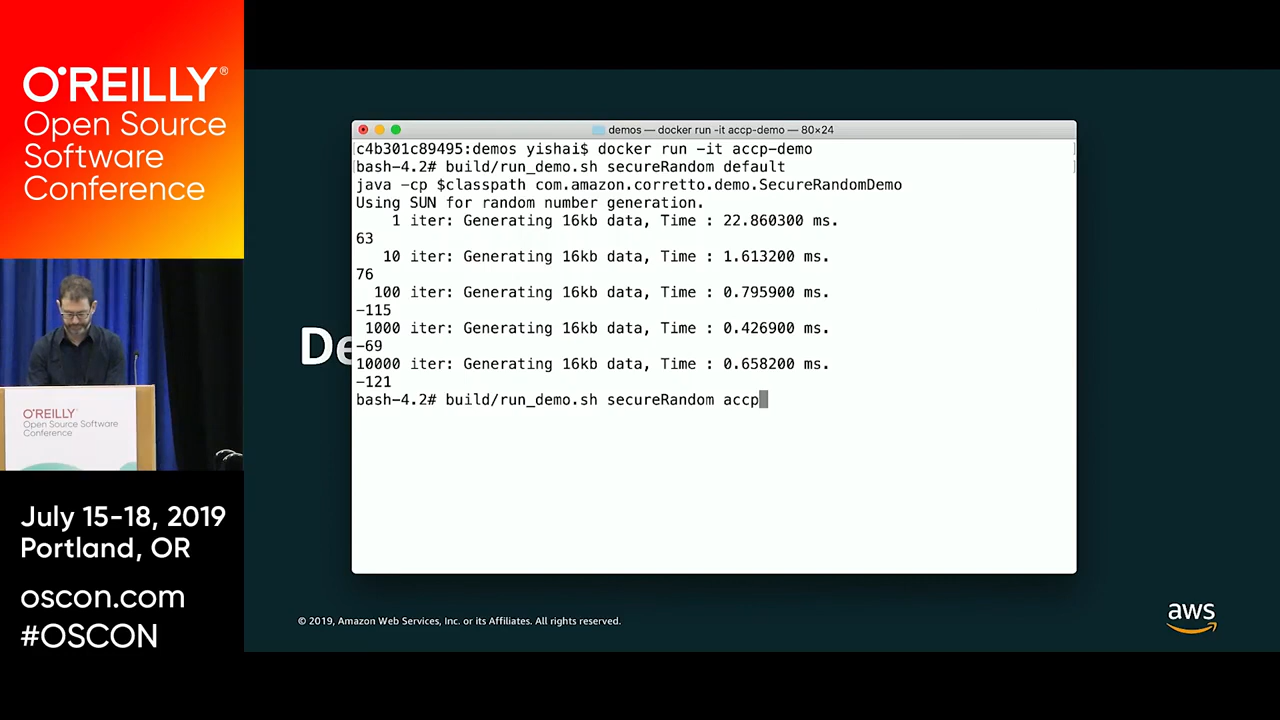 O'REILLY®
Open Source
Software
Conference
O'REILLY
Open Source Software
Conference
July 15-18, 2019
Portland, OR
oscon.com
#OSCON
demos — docker run -it accp-demo — 80×24
c4b301c89495:demos yishai$ docker run -it accp-demo
bash-4.2# build/run_demo.sh secureRandom default
java -cp $classpath com.amazon.corretto.demo.SecureRandomDemo
Using SUN for random number generation.
1 iter: Generating 16kb data, Time : 22.860300 ms.
63
10 iter: Generating 16kb data, Time : 1.613200 ms.
76
100 iter: Generating 16kb data, Time : 0.795900 ms.
-115
1000 iter: Generating 16kb data, Time : 0.426900 ms.
-69
10000 iter: Generating 16kb data, Time : 0.658200 ms.
-121
bash-4.2# build/run_demo.sh secureRandom accp
De
© 2019, Amazon Web Services, Inc. or its Affiliates. All rights reserved.
aws